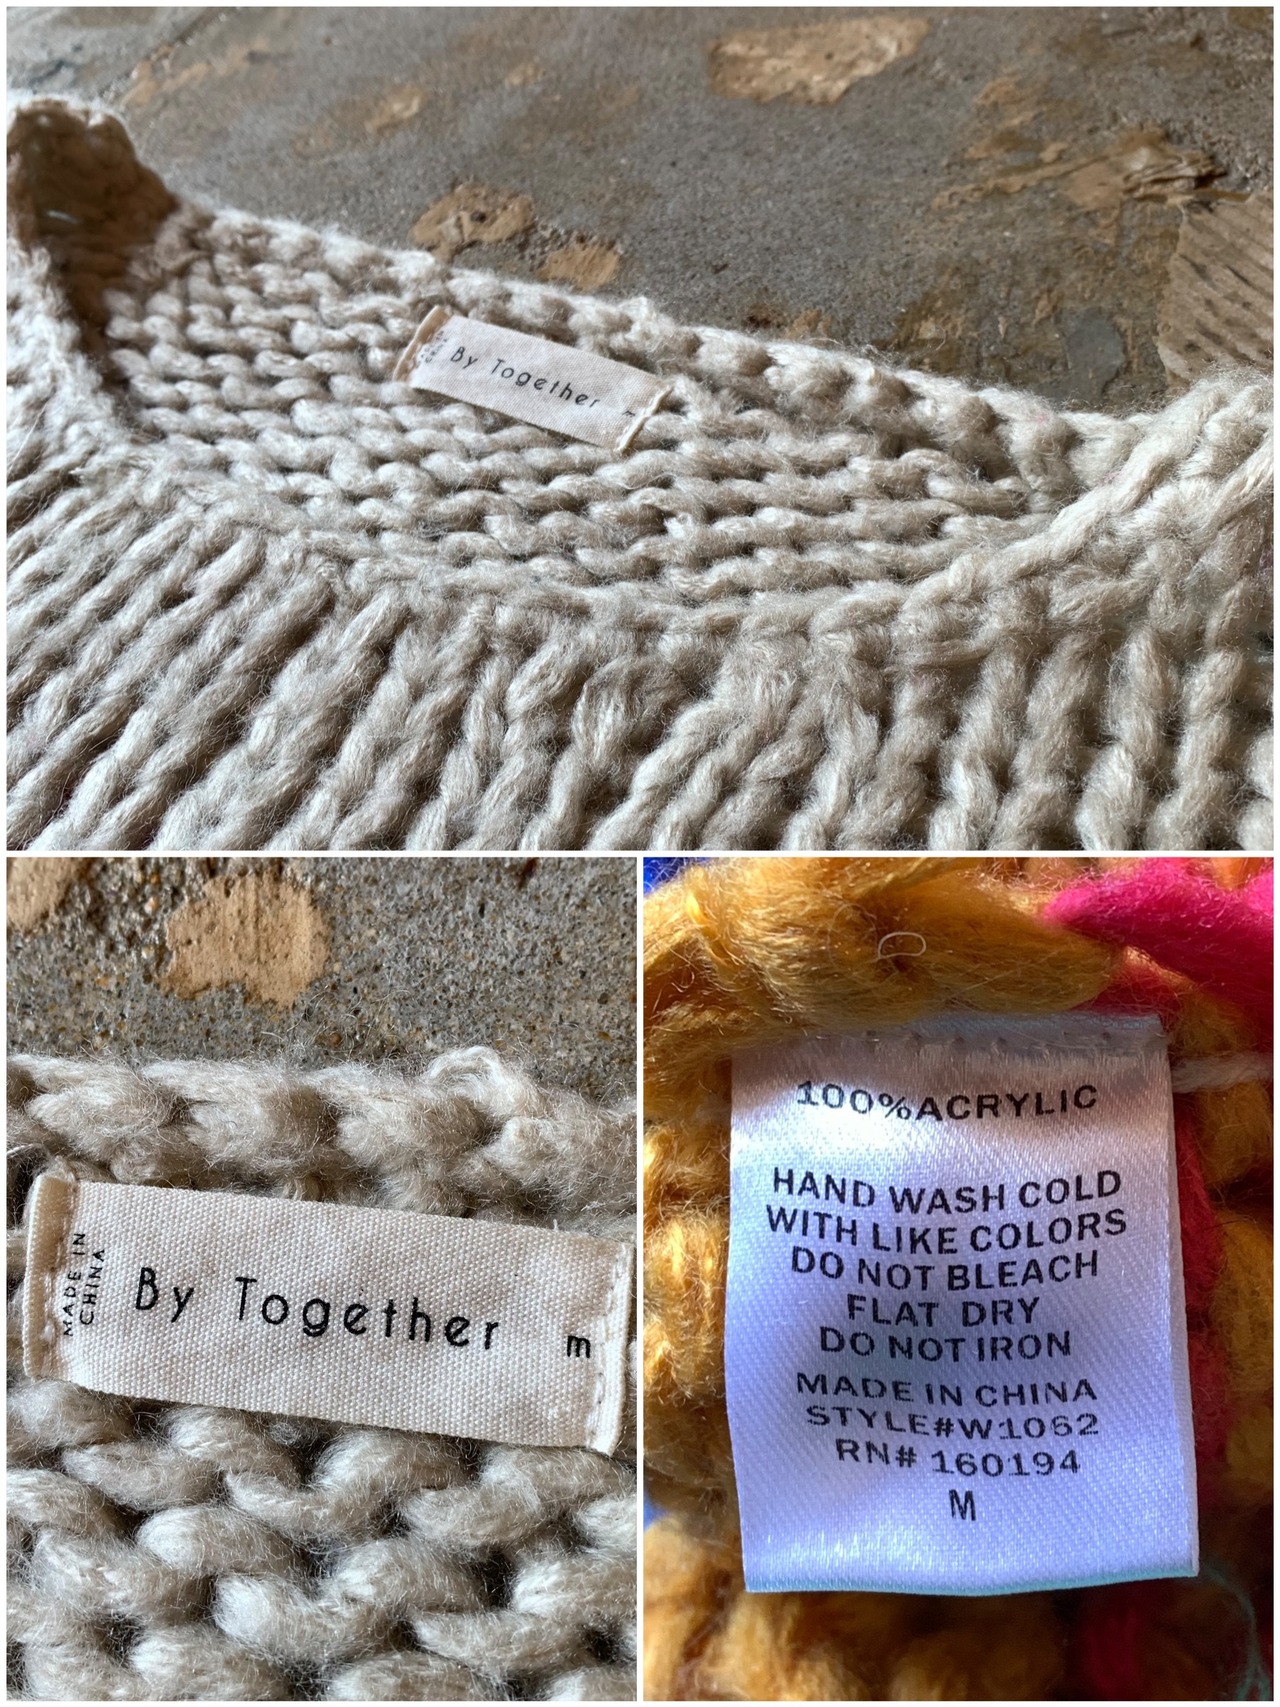 By Together
MADE IN
CHINA
By Together m
100%ACRYLIC
HAND WASH COLD
WITH LIKE COLORS
DO NOT BLEACH
FLAT DRY
DO NOT IRON
MADE IN CHINA
STYLE#W1062
RN# 160194
M